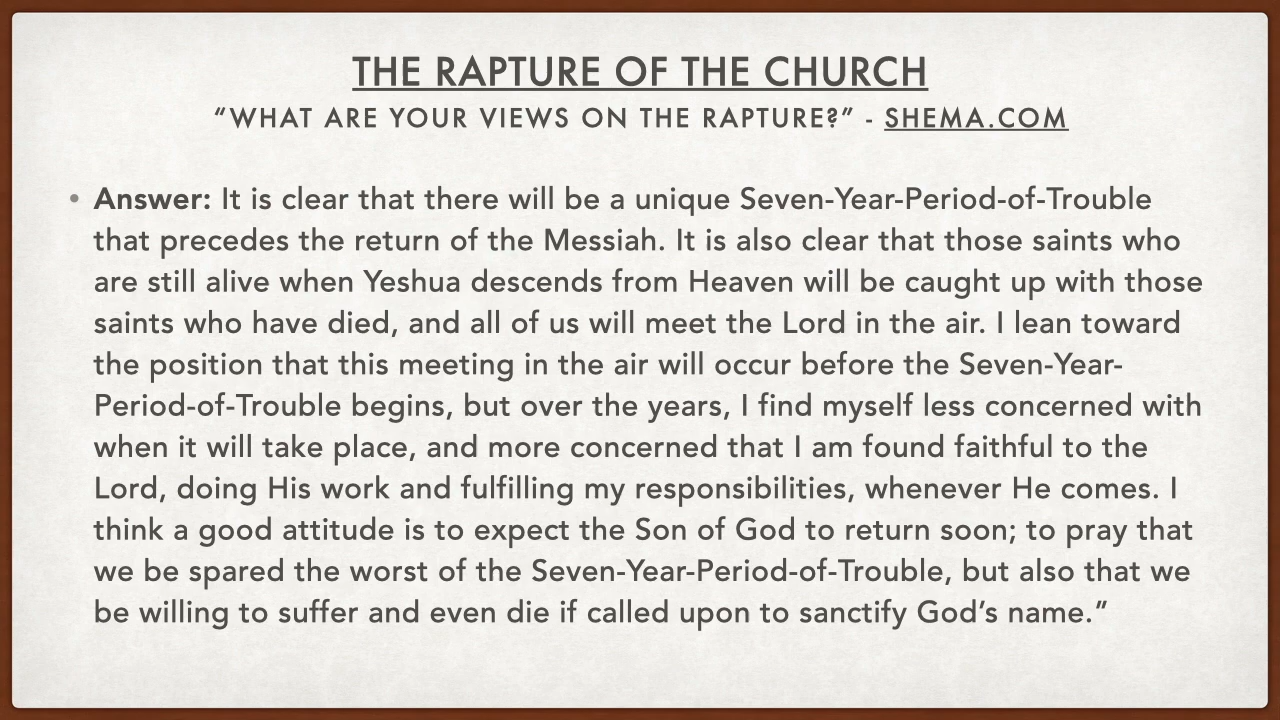 THE RAPTURE OF THE CHURCH
“WHAT ARE YOUR VIEWS ON THE RAPTURE?” - SHEMA.COM
• Answer: It is clear that there will be a unique Seven-Year-Period-of-Trouble
that precedes the return of the Messiah. It is also clear that those saints who
are still alive when Yeshua descends from Heaven will be caught up with those
saints who have died, and all of us will meet the Lord in the air. I lean toward
the position that this meeting in the air will occur before the Seven-Year-
Period-of-Trouble begins, but over the years, I find myself less concerned with
when it will take place, and more concerned that I am found faithful to the
Lord, doing His work and fulfilling my responsibilities, whenever He comes. I
think a good attitude is to expect the Son of God to return soon; to pray that
we be spared the worst of the Seven-Year-Period-of-Trouble, but also that we
be willing to suffer and even die if called upon to sanctify God’s name.”